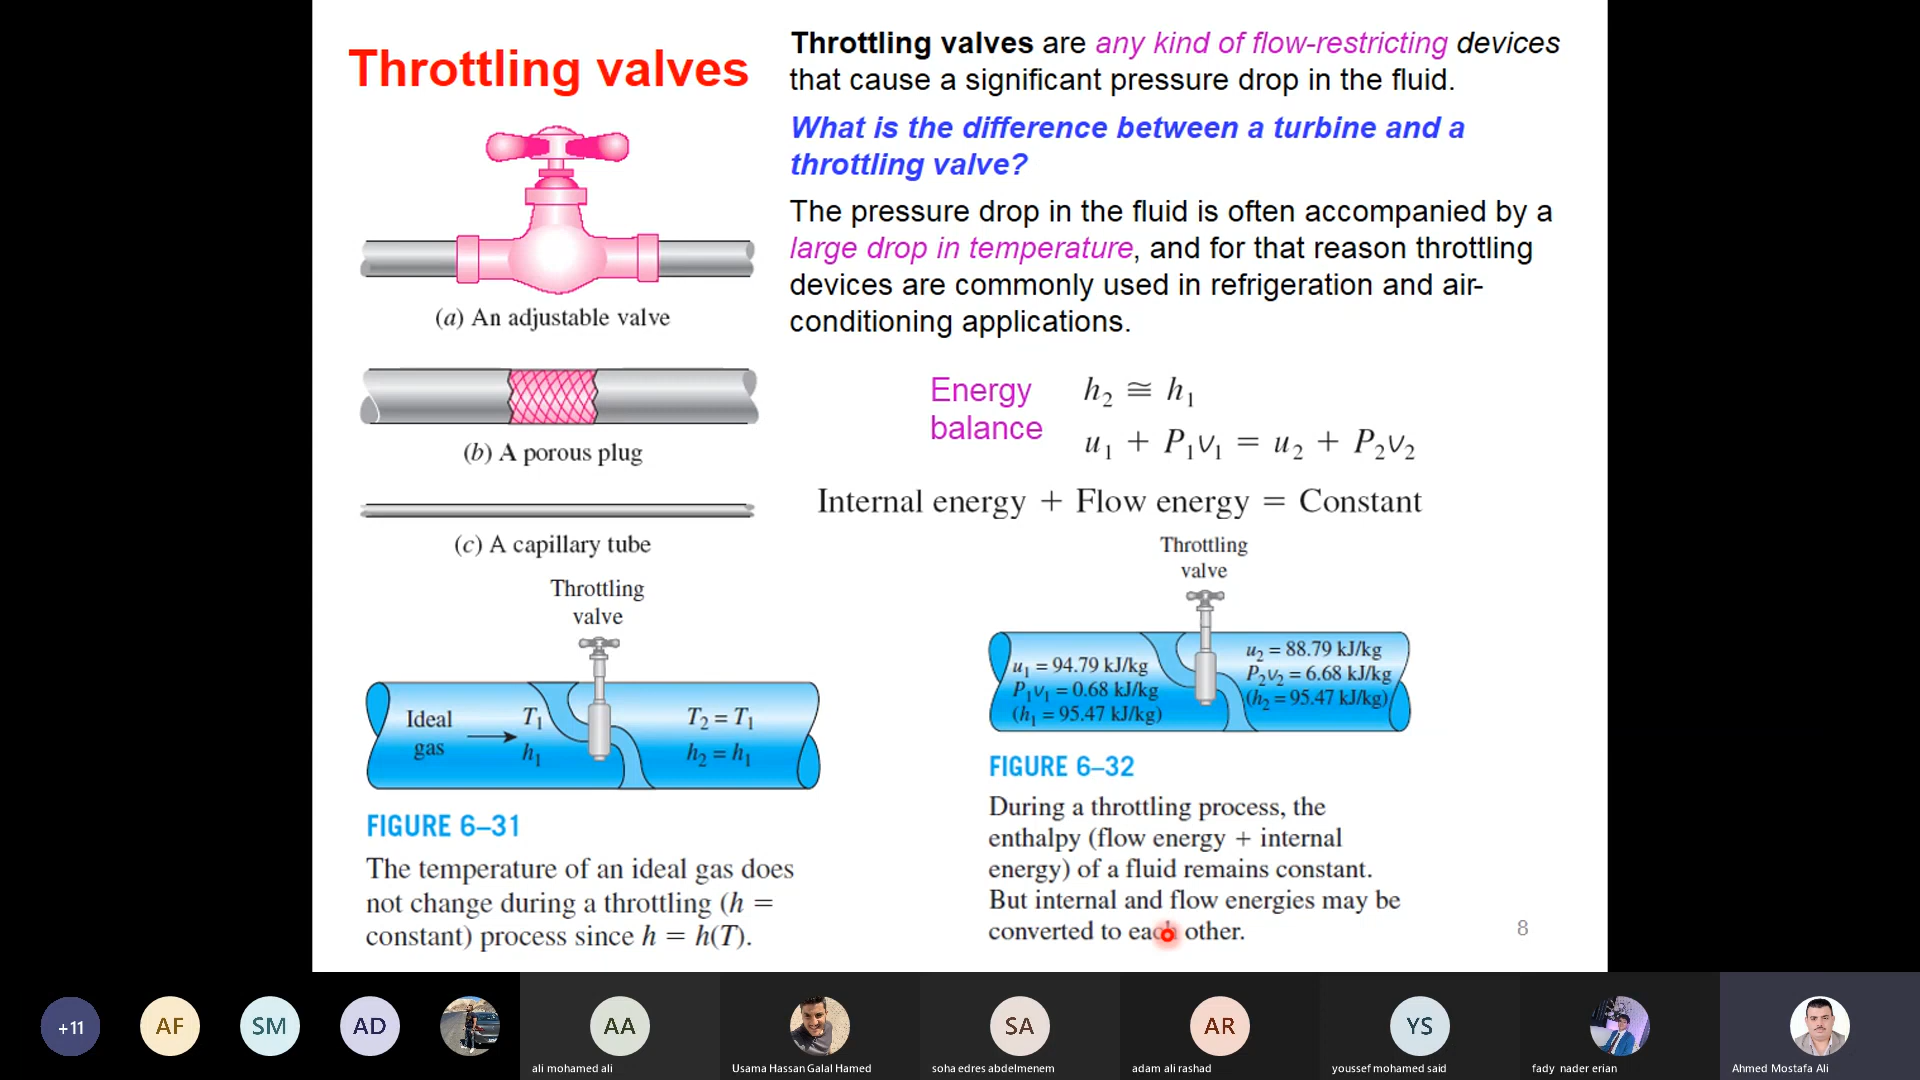 Throttling valves
Throttling valves are any kind of flow-restricting devices
that cause a significant pressure drop in the fluid.
What is the difference between a turbine and a
throttling valve?
The pressure drop in the fluid is often accompanied by a
large drop in temperature, and for that reason throttling
devices are commonly used in refrigeration and air-
conditioning applications.
(a) An adjustable valve
(b) A porous plug
(c) A capillary tube
Energy
balance
h₂ ≅ h₁
u₁ + P₁v₁ = u₂ + P₂v₂
Internal energy + Flow energy = Constant
Throttling
valve
Ideal
gas
T₁
h₁
T₂ = T₁
h₂ = h₁
FIGURE 6–31
The temperature of an ideal gas does
not change during a throttling (h =
constant) process since h = h(T).
Throttling
valve
u₁ = 94.79 kJ/kg
P₁v₁ = 0.68 kJ/kg
(h₁ = 95.47 kJ/kg)
u₂ = 88.79 kJ/kg
P₂v₂ = 6.68 kJ/kg
(h₂ = 95.47 kJ/kg)
FIGURE 6–32
During a throttling process, the
enthalpy (flow energy + internal
energy) of a fluid remains constant.
But internal and flow energies may be
converted to each other.
8
+11
AF
SM
AD
AA
SA
AR
YS
ali mohamed ali
Usama Hassan Galal Hamed
soha edres abdelmenem
adam ali rashad
youssef mohamed said
fady nader erian
Ahmed Mostafa Ali